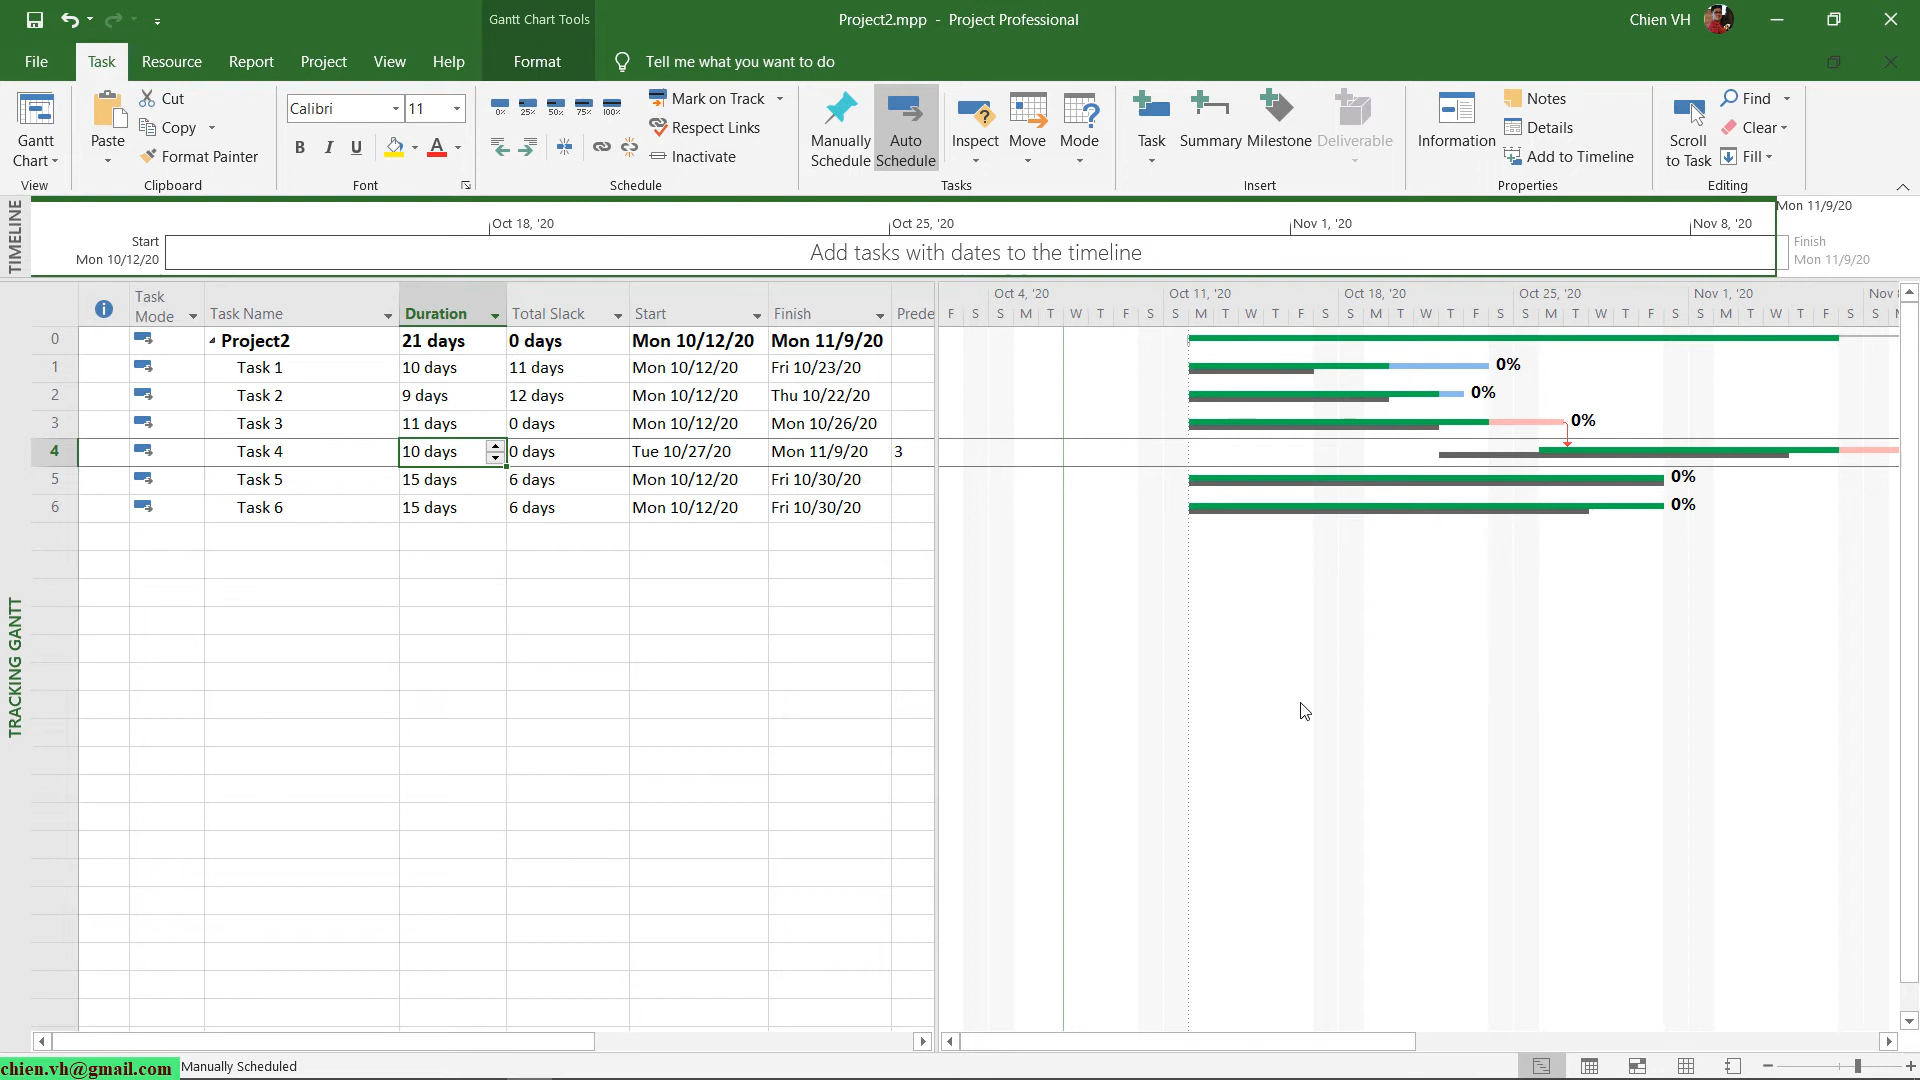 Gantt Chart Tools
Project2.mpp - Project Professional
Chien VH
File Task Resource Report Project View Help Format Tell me what you want to do
Gantt Chart
View
Paste
Cut
Copy
Format Painter
Clipboard
Calibri 11
B I U A
Font
0% 25% 50% 75% 100%
Mark on Track
Respect Links
Inactivate
Schedule
Manually Schedule
Auto Schedule
Inspect
Move
Mode
Tasks
Task
Summary
Milestone
Deliverable
Insert
Information
Notes
Details
Add to Timeline
Properties
Scroll to Task
Find
Clear
Fill
Editing
TIMELINE
Oct 18, '20 Oct 25, '20 Nov 1, '20 Nov 8, '20
Mon 11/9/20
Start
Mon 10/12/20
Add tasks with dates to the timeline
Finish
Mon 11/9/20
TRACKING GANTT
Task Mode Task Name Duration Total Slack Start Finish Prede
0 Project2 21 days 0 days Mon 10/12/20 Mon 11/9/20
1 Task 1 10 days 11 days Mon 10/12/20 Fri 10/23/20
2 Task 2 9 days 12 days Mon 10/12/20 Thu 10/22/20
3 Task 3 11 days 0 days Mon 10/12/20 Mon 10/26/20
4 Task 4 10 days 0 days Tue 10/27/20 Mon 11/9/20 3
5 Task 5 15 days 6 days Mon 10/12/20 Fri 10/30/20
6 Task 6 15 days 6 days Mon 10/12/20 Fri 10/30/20
Oct 4, '20 Oct 11, '20 Oct 18, '20 Oct 25, '20 Nov 1, '20 Nov
F S S M T W T F S S M T W T F S S M T W T F S S M T W T F S S M T W T F S S
0%
0%
0%
0%
0%
chien.vh@gmail.com Manually Scheduled